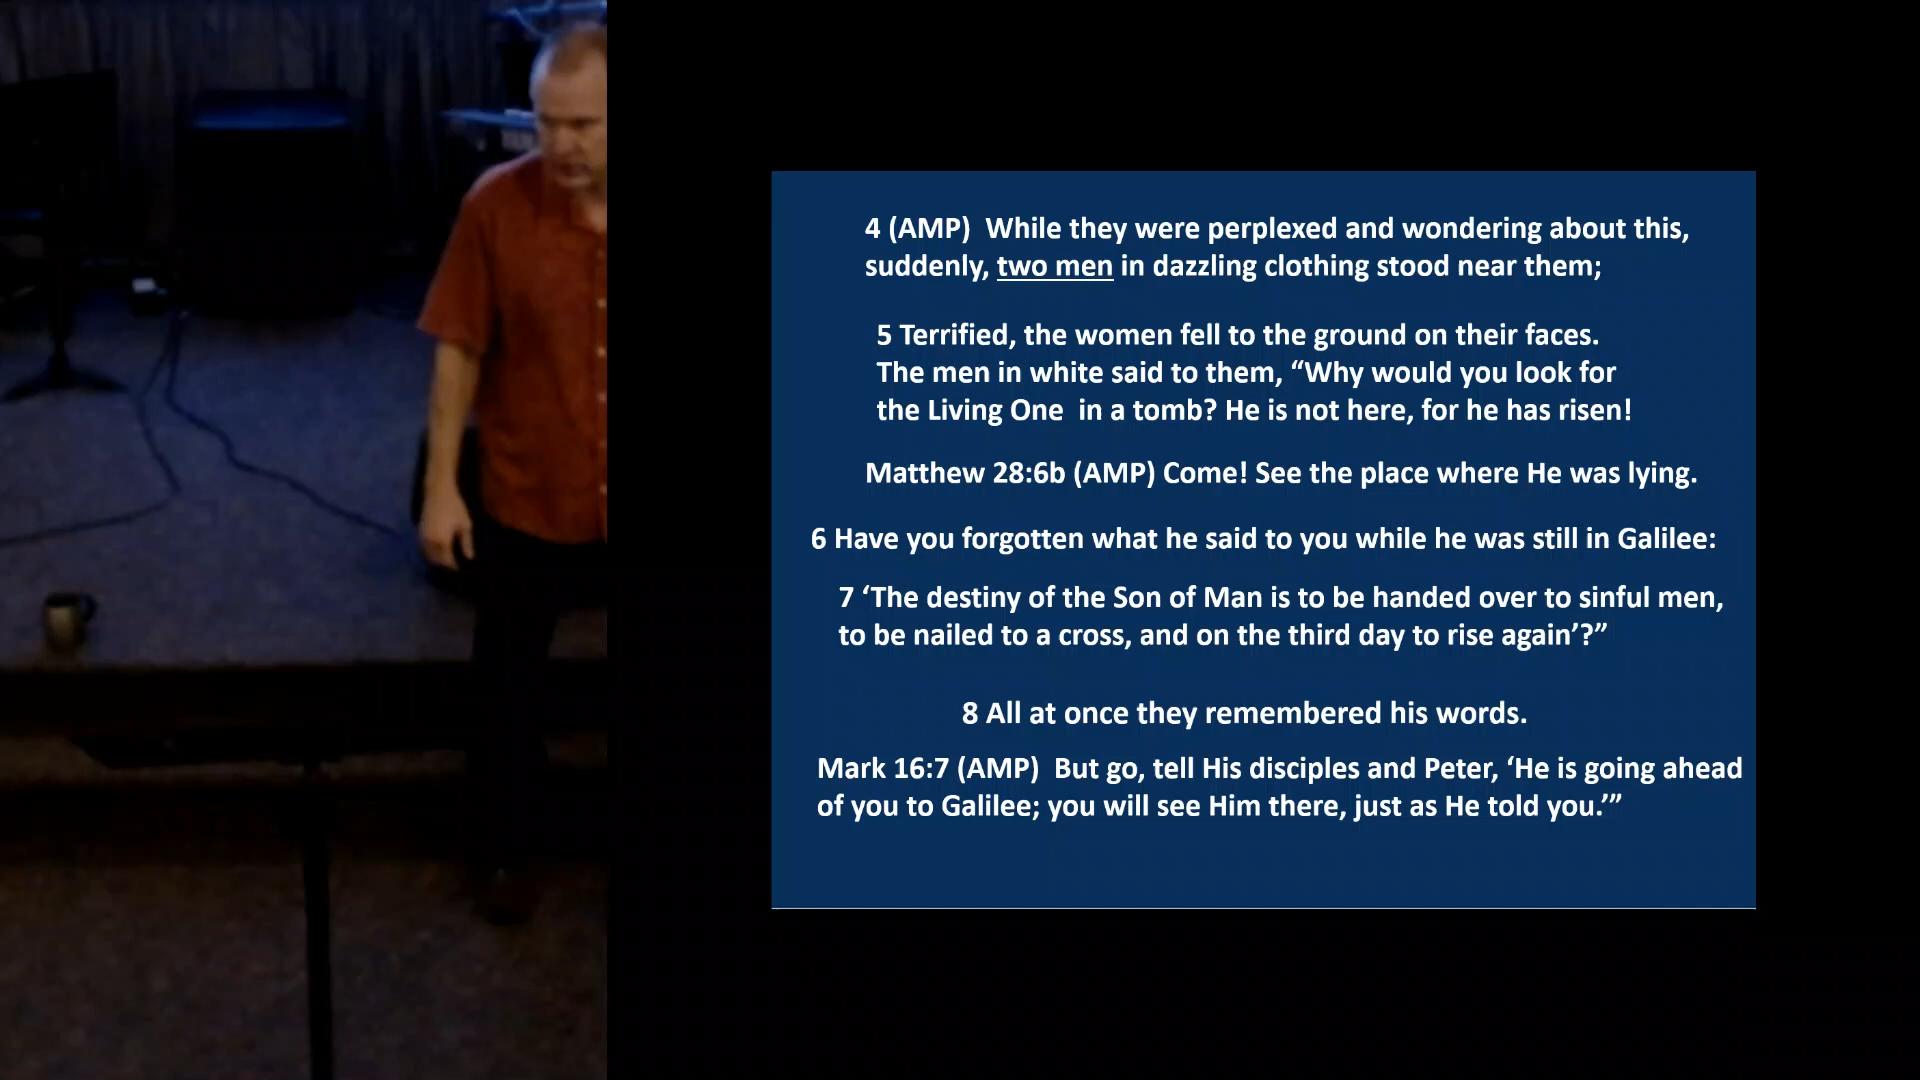 4 (AMP)  While they were perplexed and wondering about this,
suddenly, two men in dazzling clothing stood near them;
5 Terrified, the women fell to the ground on their faces.
The men in white said to them, “Why would you look for
the Living One  in a tomb? He is not here, for he has risen!
Matthew 28:6b (AMP) Come! See the place where He was lying.
6 Have you forgotten what he said to you while he was still in Galilee:
7 ‘The destiny of the Son of Man is to be handed over to sinful men,
to be nailed to a cross, and on the third day to rise again’?”
8 All at once they remembered his words.
Mark 16:7 (AMP)  But go, tell His disciples and Peter, ‘He is going ahead
of you to Galilee; you will see Him there, just as He told you.’”